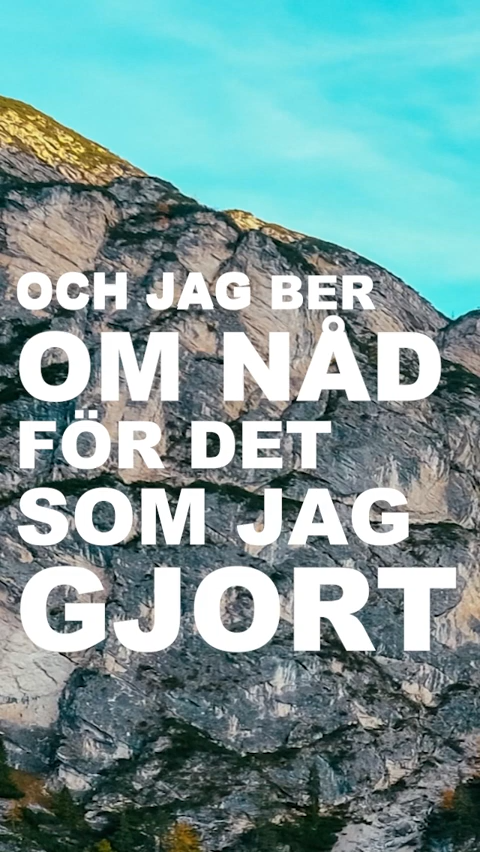 OCH JAG BER
OM NÅD
FÖR DET
SOM JAG
GJORT